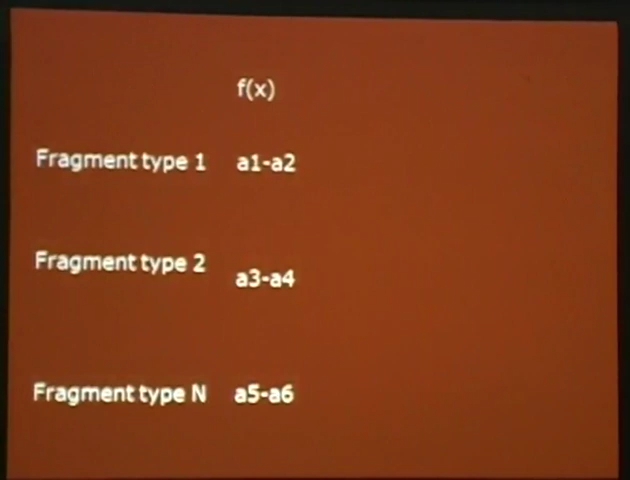 f(x)
Fragment type 1 a1-a2
Fragment type 2 a3-a4
Fragment type N a5-a6